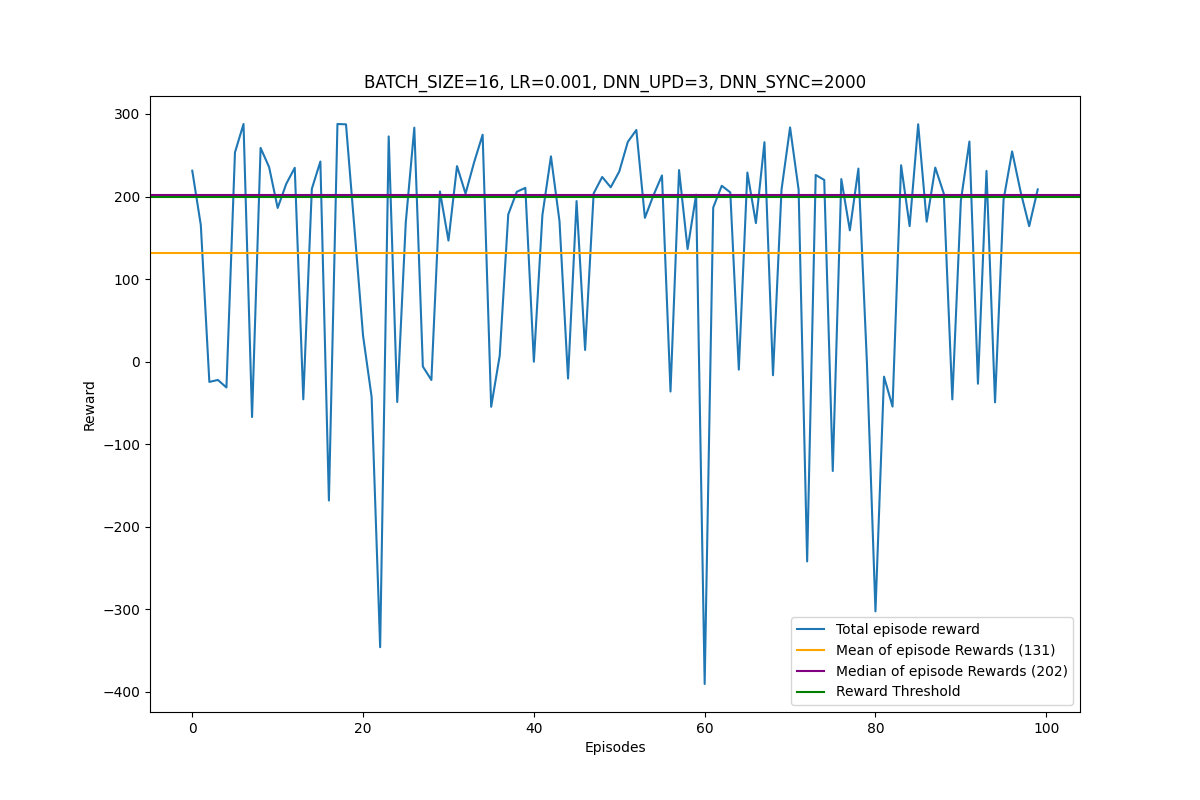 BATCH_SIZE=16, LR=0.001, DNN_UPD=3, DNN_SYNC=2000
300
200
100
0
−100
−200
−300
−400
Reward
0 20 40 60 80 100
Episodes
Total episode reward
Mean of episode Rewards (131)
Median of episode Rewards (202)
Reward Threshold